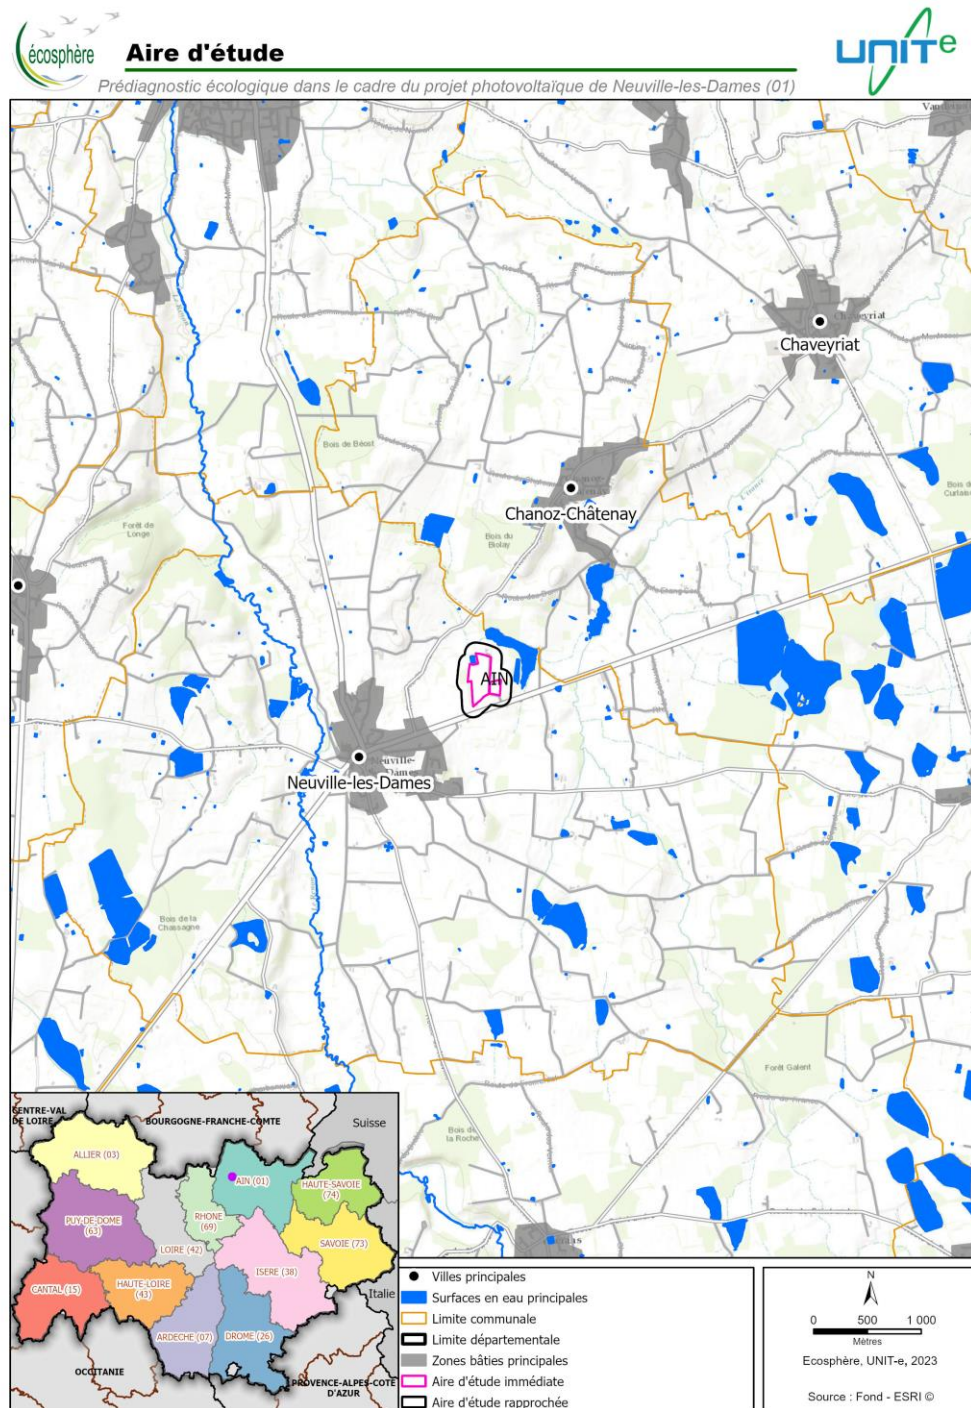 écosphère
Aire d'étude
UNITe
Prédiagnostic écologique dans le cadre du projet photovoltaïque de Neuville-les-Dames (01)
Chaveyriat
Bois de Béost
Chanoz-Châtenay
Forêt de
Longe
Bois du
Biolay
AIN
Neuville-
Dames
Neuville-les-Dames
Bois de la
Chassagne
Forêt Galent
Bois de
la Roche
CENTRE-VAL
DE LOIRE
BOURGOGNE-FRANCHE-COMTE
Suisse
ALLIER (03)
AIN (01)
HAUTE-SAVOIE
(74)
PUY-DE-DOME
(63)
RHONE
(69)
LOIRE (42)
SAVOIE (73)
ISERE (38)
CANTAL (15)
HAUTE-LOIRE
(43)
Italie
ARDECHE (07)
DROME (26)
OCCITANIE
PROVENCE-ALPES-COTE
D'AZUR
Villes principales
Surfaces en eau principales
Limite communale
Limite départementale
Zones bâties principales
Aire d'étude immédiate
Aire d'étude rapprochée
N
0 500 1 000
Mètres
Ecosphère, UNIT-e, 2023
Source : Fond - ESRI ©